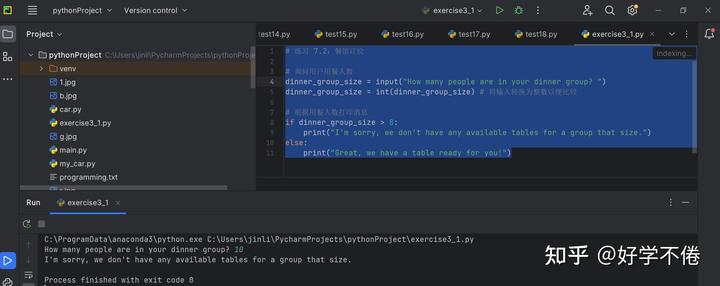 pythonProject
Version control
exercise3_1
Project
test14.py
test15.py
test16.py
test17.py
test18.py
exercise3_1.py
pythonProject C:\Users\jinli\PycharmProjects\pythonProje
venv
1.jpg
b.jpg
car.py
exercise3_1.py
g.jpg
main.py
my_car.py
programming.txt
Indexing...
1 # 练习 7.2：餐馆订位
2
3 # 询问用户用餐人数
4 dinner_group_size = input("How many people are in your dinner group? ")
5 dinner_group_size = int(dinner_group_size) # 将输入转换为整数以便比较
6
7 # 根据用餐人数打印消息
8 if dinner_group_size > 8:
9 print("I'm sorry, we don't have any available tables for a group that size.")
10 else:
11 print("Great, we have a table ready for you!")
Run
exercise3_1
C:\ProgramData\anaconda3\python.exe C:\Users\jinli\PycharmProjects\pythonProject\exercise3_1.py
How many people are in your dinner group? 10
I'm sorry, we don't have any available tables for a group that size.
Process finished with exit code 0
知乎 @好学不倦